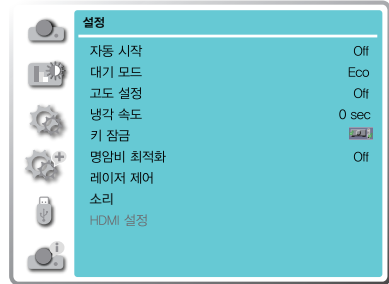 설정
자동 시작 Off
대기 모드 Eco
고도 설정 Off
냉각 속도 0 sec
키 잠금
명암비 최적화 Off
레이저 제어
소리
HDMI 설정